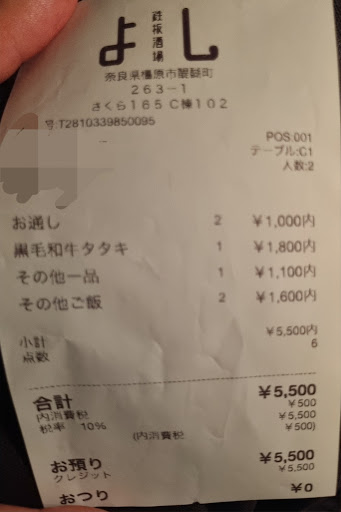 鉄板酒場
よし
奈良県橿原市醍醐町
263-1
さくら165 C棟102
号:T2810339850095
POS:001
テーブル:C1
人数:2
お通し 2 ¥1,000内
黒毛和牛タタキ 1 ¥1,800内
その他一品 1 ¥1,100内
その他ご飯 2 ¥1,600内
小計 ¥5,500内
点数 6
合計 ¥5,500
内消費税 ¥500
税率 10% ¥5,500
(内消費税 ¥500)
お預り ¥5,500
クレジット ¥5,500
おつり ¥0